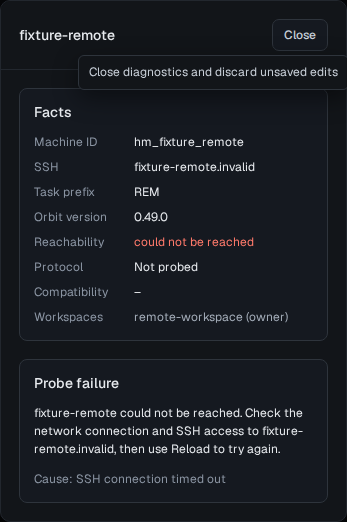 fixture-remote
Close
Close diagnostics and discard unsaved edits
Facts
Machine ID hm_fixture_remote
SSH fixture-remote.invalid
Task prefix REM
Orbit version 0.49.0
Reachability could not be reached
Protocol Not probed
Compatibility –
Workspaces remote-workspace (owner)
Probe failure
fixture-remote could not be reached. Check the
network connection and SSH access to fixture-
remote.invalid, then use Reload to try again.
Cause: SSH connection timed out